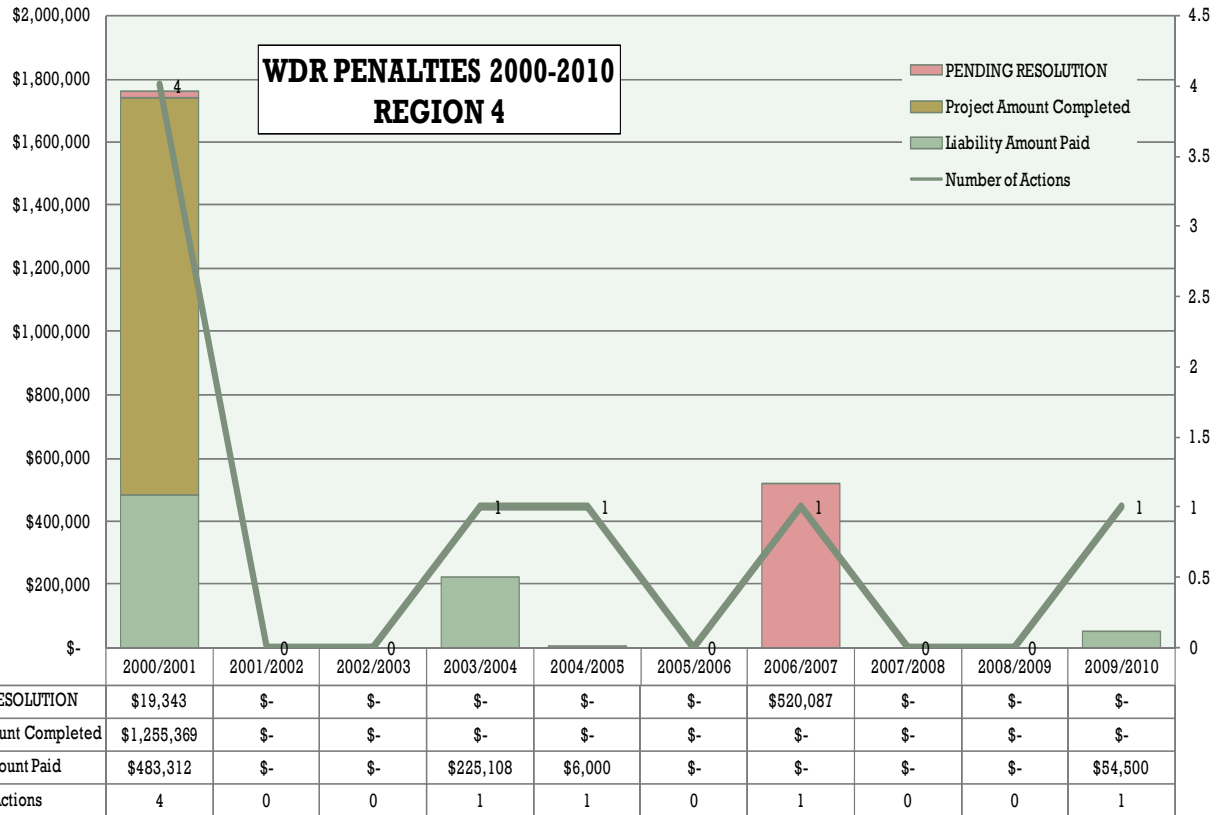 WDR PENALTIES 2000-2010
REGION 4
PENDING RESOLUTION
Project Amount Completed
Liability Amount Paid
Number of Actions
$2,000,000
$1,800,000
$1,600,000
$1,400,000
$1,200,000
$1,000,000
$800,000
$600,000
$400,000
$200,000
$-
4.5
4
3.5
3
2.5
2
1.5
1
0.5
0
4
0
0
1
1
0
1
0
0
1
2000/2001 2001/2002 2002/2003 2003/2004 2004/2005 2005/2006 2006/2007 2007/2008 2008/2009 2009/2010
ESOLUTION $19,343 $- $- $- $- $- $520,087 $- $- $-
unt Completed $1,255,369 $- $- $- $- $- $- $- $- $-
ount Paid $483,312 $- $- $225,108 $6,000 $- $- $- $- $54,500
ctions 4 0 0 1 1 0 1 0 0 1